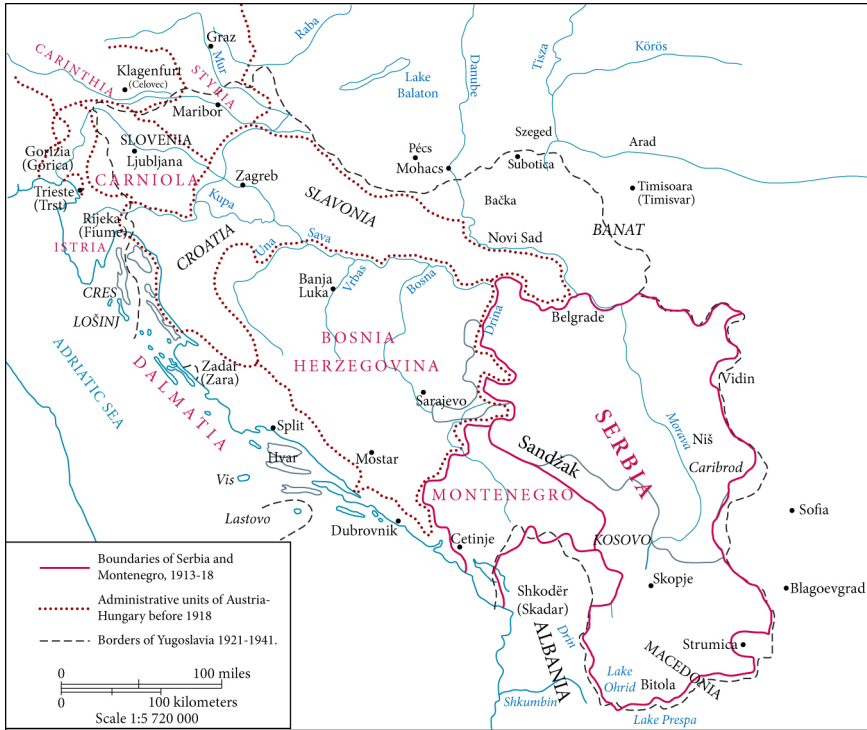 Graz
Raba
CARINTHIA
Mur
STYRIA
Klagenfurt
(Celovec)
Maribor
Lake
Balaton
Danube
Tisza
Körös
SLOVENIA
Ljubljana
Gorizia
(Gorica)
CARNIOLA
Trieste
(Trst)
Zagreb
Kupa
Pécs
Mohacs
Szeged
Subotica
Arad
Timisoara
(Timisvar)
Bačka
BANAT
SLAVONIA
Novi Sad
Rijeka
(Fiume)
ISTRIA
CROATIA
Una
Sava
Banja
Luka
Vrbas
Bosna
Drina
Belgrade
CRES
LOŠINJ
BOSNIA
HERZEGOVINA
ADRIATIC SEA
Zadar
(Zara)
DALMATIA
Sarajevo
Vidin
SERBIA
Morava
Niš
Caribrod
Split
Hvar
Mostar
Sandžak
Vis
Lastovo
MONTENEGRO
Sofia
Dubrovnik
Cetinje
KOSOVO
Skopje
Blagoevgrad
Shkodër
(Skadar)
ALBANIA
Drin
Strumica
MACEDONIA
Lake
Ohrid
Bitola
Shkumbin
Lake Prespa
Boundaries of Serbia and
Montenegro, 1913-18
Administrative units of Austria-
Hungary before 1918
Borders of Yugoslavia 1921-1941.
0 100 miles
0 100 kilometers
Scale 1:5 720 000